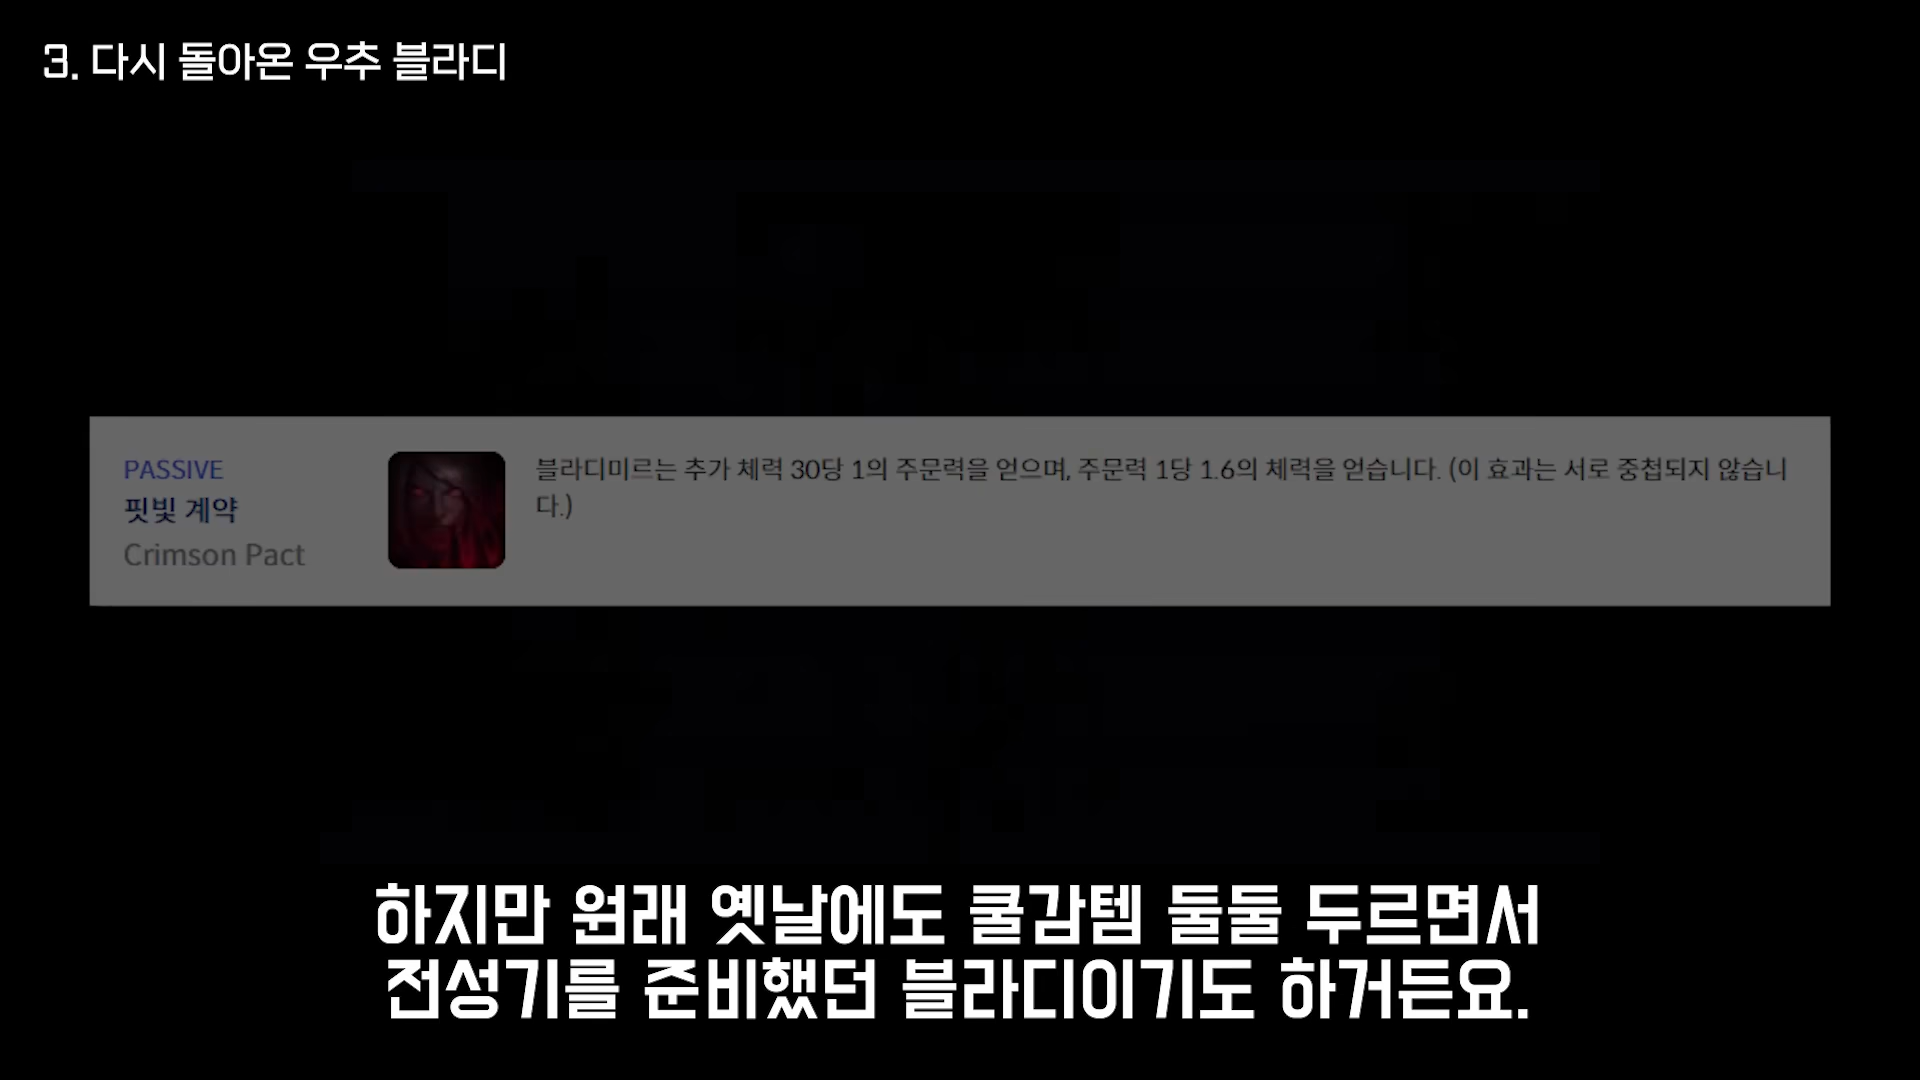 3. 다시 돌아온 우추 블라디
PASSIVE
핏빛 계약
Crimson Pact
블라디미르는 추가 체력 30당 1의 주문력을 얻으며, 주문력 1당 1.6의 체력을 얻습니다. (이 효과는 서로 중첩되지 않습니
다.)
하지만 원래 옛날에도 쿨감템 둘둘 두르면서
전성기를 준비했던 블라디이기도 하거든요.